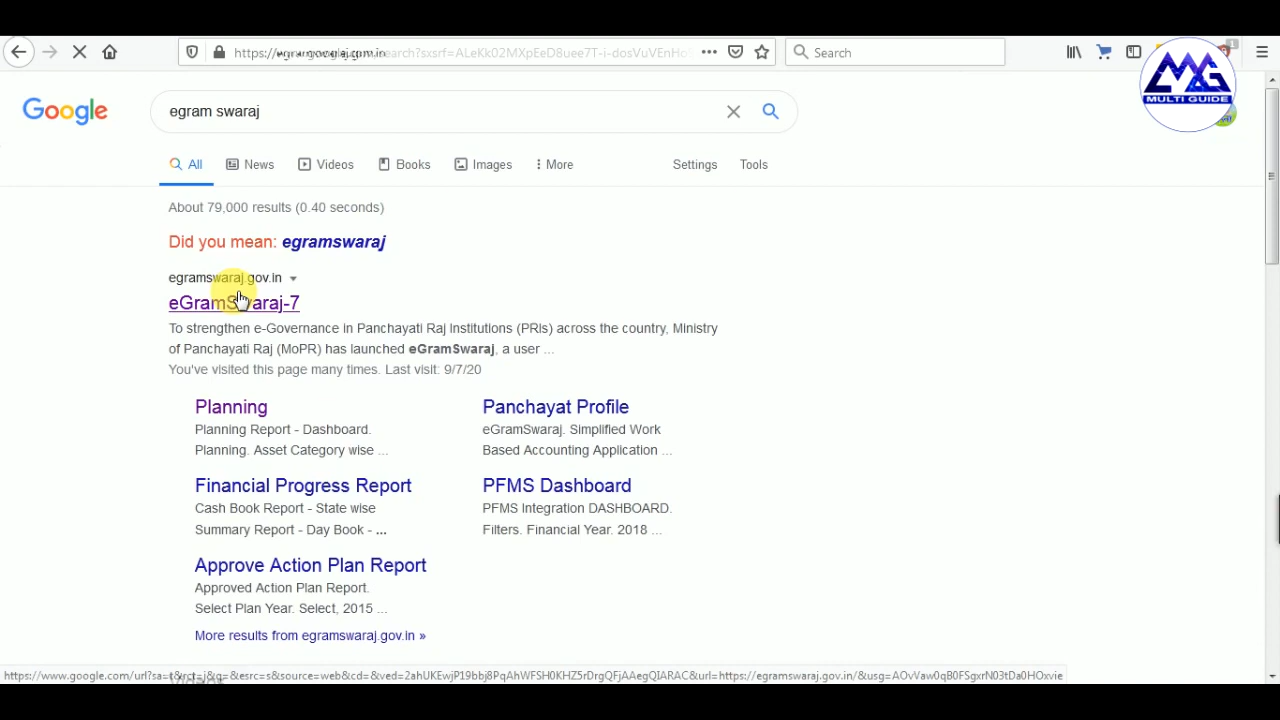 Search
MG
MULTI GUIDE
Google
egram swaraj
All News Videos Books Images More Settings Tools
About 79,000 results (0.40 seconds)
Did you mean: egramswaraj
egramswaraj.gov.in
eGramSwaraj-7
To strengthen e-Governance in Panchayati Raj Institutions (PRIs) across the country, Ministry
of Panchayati Raj (MoPR) has launched eGramSwaraj, a user ...
You've visited this page many times. Last visit: 9/7/20
Planning
Planning Report - Dashboard.
Planning. Asset Category wise ...
Panchayat Profile
eGramSwaraj. Simplified Work
Based Accounting Application ...
Financial Progress Report
Cash Book Report - State wise
Summary Report - Day Book - ...
PFMS Dashboard
PFMS Integration DASHBOARD.
Filters. Financial Year. 2018 ...
Approve Action Plan Report
Approved Action Plan Report.
Select Plan Year. Select, 2015 ...
More results from egramswaraj.gov.in »